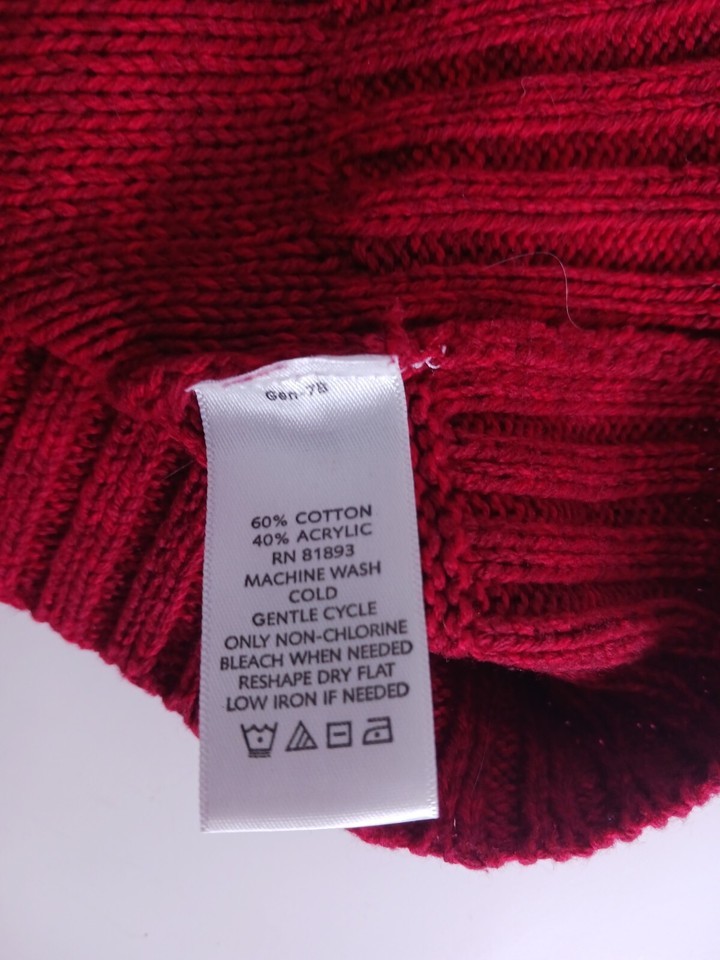 Gen-7B
60% COTTON
40% ACRYLIC
RN 81893
MACHINE WASH
COLD
GENTLE CYCLE
ONLY NON-CHLORINE
BLEACH WHEN NEEDED
RESHAPE DRY FLAT
LOW IRON IF NEEDED